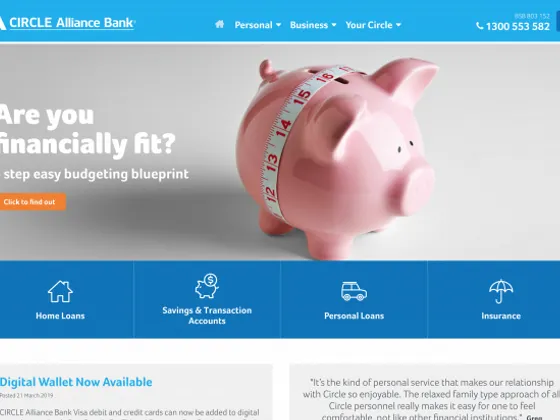 CIRCLE Alliance Bank
Personal Business Your Circle
1300 553 582
Are you
financially fit?
step easy budgeting blueprint
Click to find out
12 13 14 15 16
Home Loans
Savings & Transaction
Accounts
Personal Loans
Insurance
Digital Wallet Now Available
Posted 21 March 2019
CIRCLE Alliance Bank Visa debit and credit cards can now be added to digital
"It's the kind of personal service that makes our relationship
with Circle so enjoyable. The relaxed family type approach of all
Circle personnel really makes it easy for one to feel
comfortable, not like other financial institutions." Greg